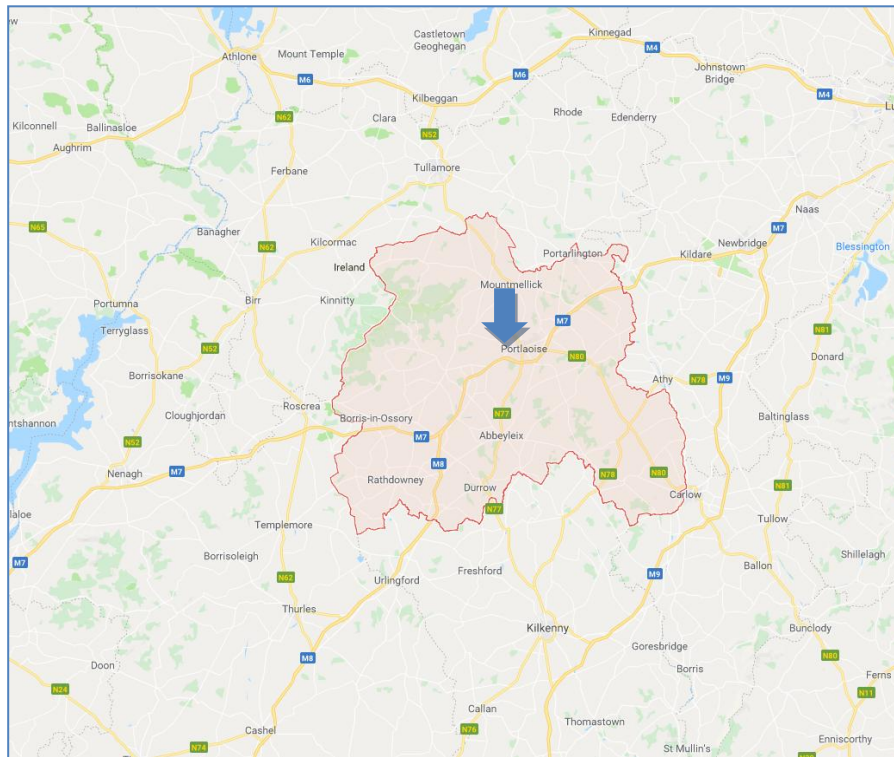 Castletown
Geoghegan
Kinnegad
Athlone
Mount Temple
M4
M6
M6
Johnstown
Bridge
M4
Kilbeggan
Lu
Kilconnell
Ballinasloe
N62
Clara
Rhode
Edenderry
Aughrim
N52
Tullamore
Ferbane
Naas
N65
Banagher
N62
Kilcormac
Portarlington
Newbridge
M7
Kildare
Blessington
Ireland
Mountmellick
Portumna
Birr
Kinnitty
Terryglass
M7
N81
N52
Portlaoise
N80
Donard
Borrisokane
Athy
N78
M9
Roscrea
N77
Baltinglass
Cloughjordan
Borris-in-Ossory
ntshannon
M7
Abbeyleix
N52
M8
Nenagh
M7
Rathdowney
N78
N80
N81
Durrow
Carlow
N77
laloe
Templemore
Tullow
Borrisoleigh
Shillelagh
M7
Freshford
M9
Ballon
N62
Urlingford
Thurles
Kilkenny
Bunclody
Goresbridge
M8
N80
Doon
Borris
Ferns
N24
N11
Callan
Cashel
Thomastown
N74
N76
St Mullin's
Enniscorthy